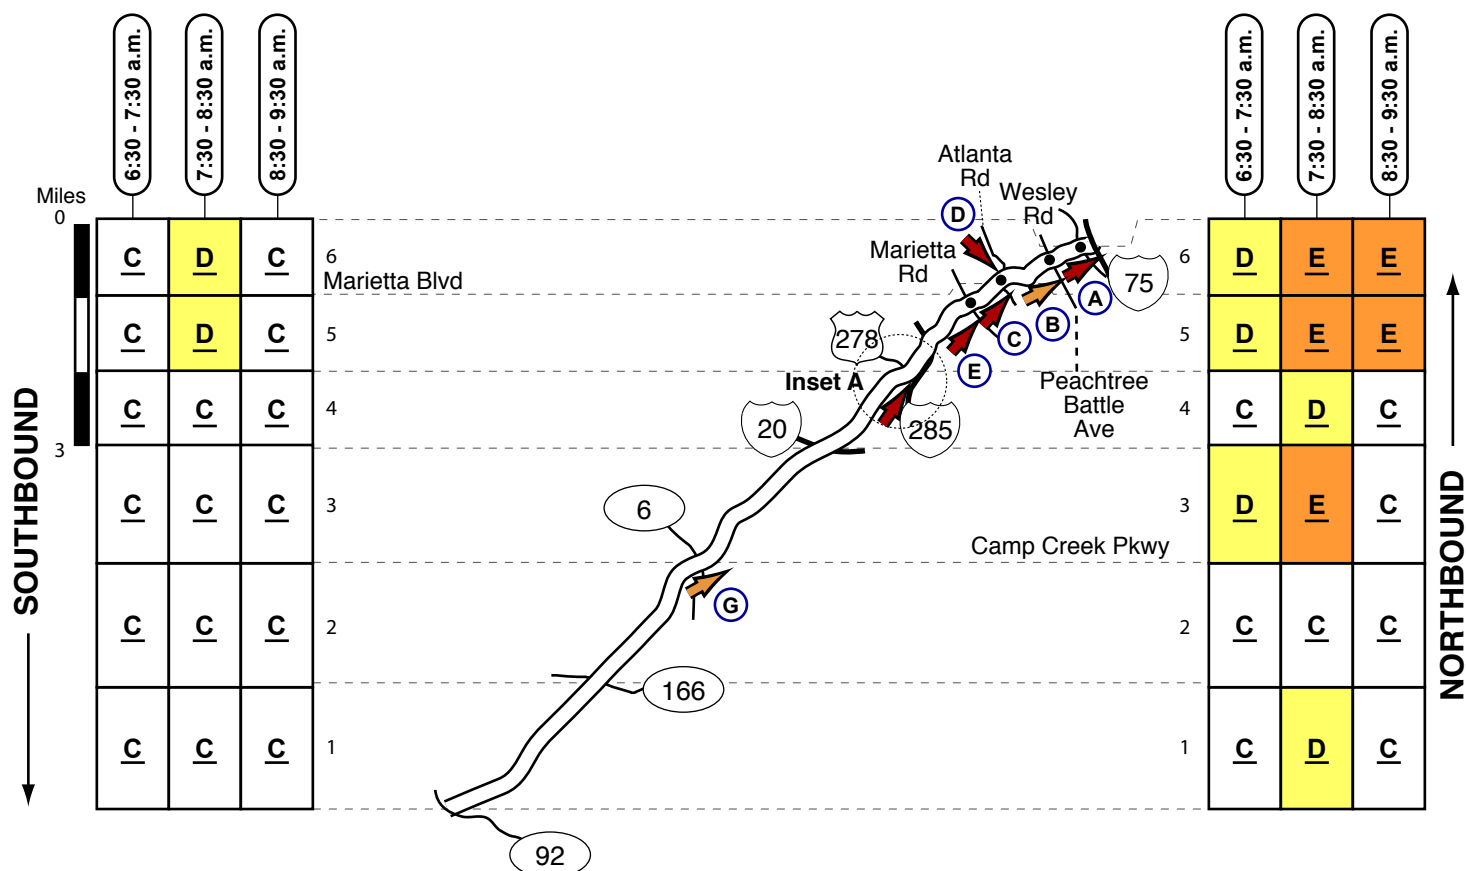 6:30 - 7:30 a.m.
7:30 - 8:30 a.m.
8:30 - 9:30 a.m.
6:30 - 7:30 a.m.
7:30 - 8:30 a.m.
8:30 - 9:30 a.m.
Miles
0
3
SOUTHBOUND
C D C 6
C D C 5
C C C 4
C C C 3
C C C 2
C C C 1
Marietta Blvd
Atlanta
Rd
Wesley
Rd
D
Marietta
Rd
75
A
B
C
E
278
Inset A
Peachtree
Battle
Ave
20
285
6
Camp Creek Pkwy
G
166
92
6 D E E
5 D E E
4 C D C
3 D E C
2 C C C
1 C D C
NORTHBOUND